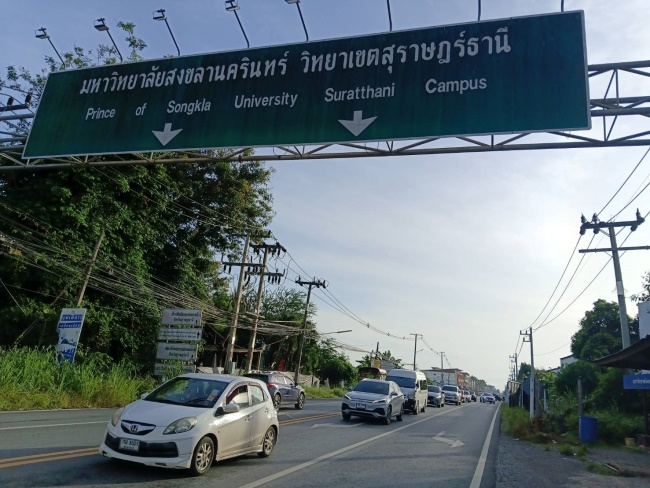 มหาวิทยาลัยสงขลานครินทร์ วิทยาเขตสุราษฎร์ธานี
Prince of Songkla University Suratthani Campus